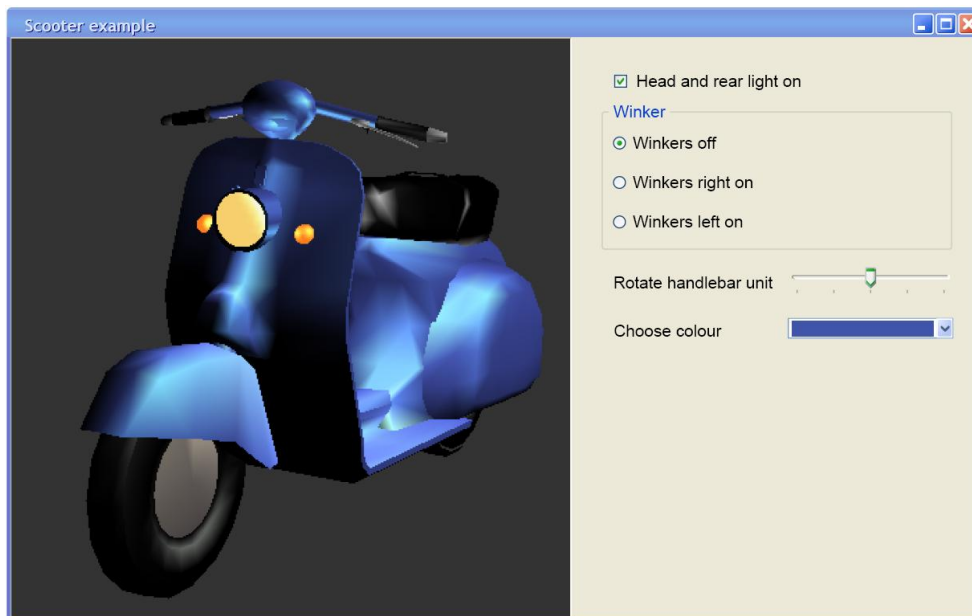 Scooter example
Head and rear light on
Winker
Winkers off
Winkers right on
Winkers left on
Rotate handlebar unit
Choose colour